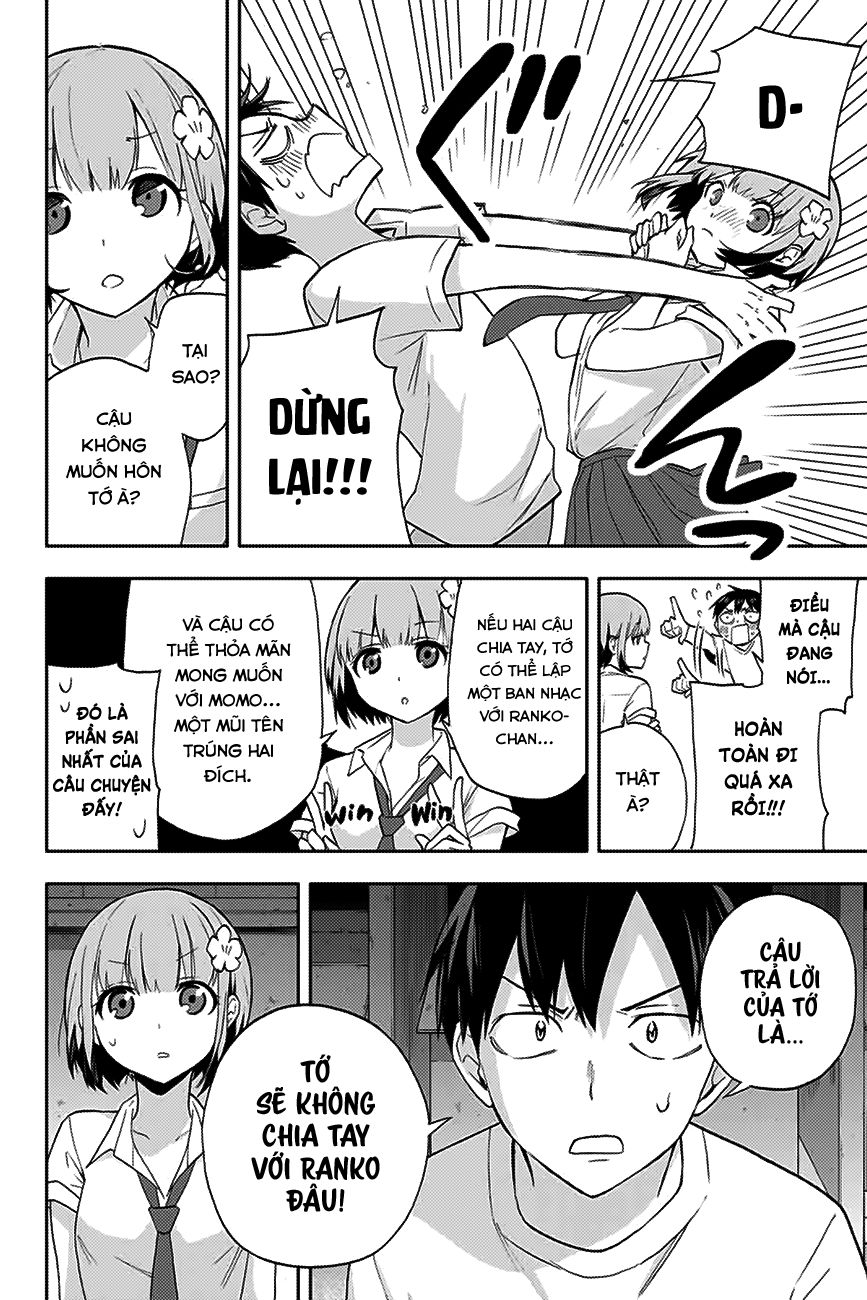 D-
DỪNG
LẠI!!!
TẠI
SAO?
CẬU
KHÔNG
MUỐN HÔN
TỚ À?
ĐIỀU
MÀ CẬU
ĐANG
NÓI...
HOÀN
TOÀN ĐI
QUÁ XA
RỒI!!!
THẬT
À?
NẾU HAI CẬU
CHIA TAY, TỚ
CÓ THỂ LẬP
MỘT BAN NHẠC
VỚI RANKO-
CHAN...
VÀ CẬU CÓ
THỂ THỎA MÃN
MONG MUỐN
VỚI MOMO...
MỘT MŨI TÊN
TRÚNG HAI
ĐÍCH.
Win Win
ĐÓ LÀ
PHẦN SAI
NHẤT CỦA
CÂU CHUYỆN
ĐẤY!
CÂU
TRẢ LỜI
CỦA TỚ
LÀ...
TỚ
SẼ KHÔNG
CHIA TAY
VỚI RANKO
ĐÂU!